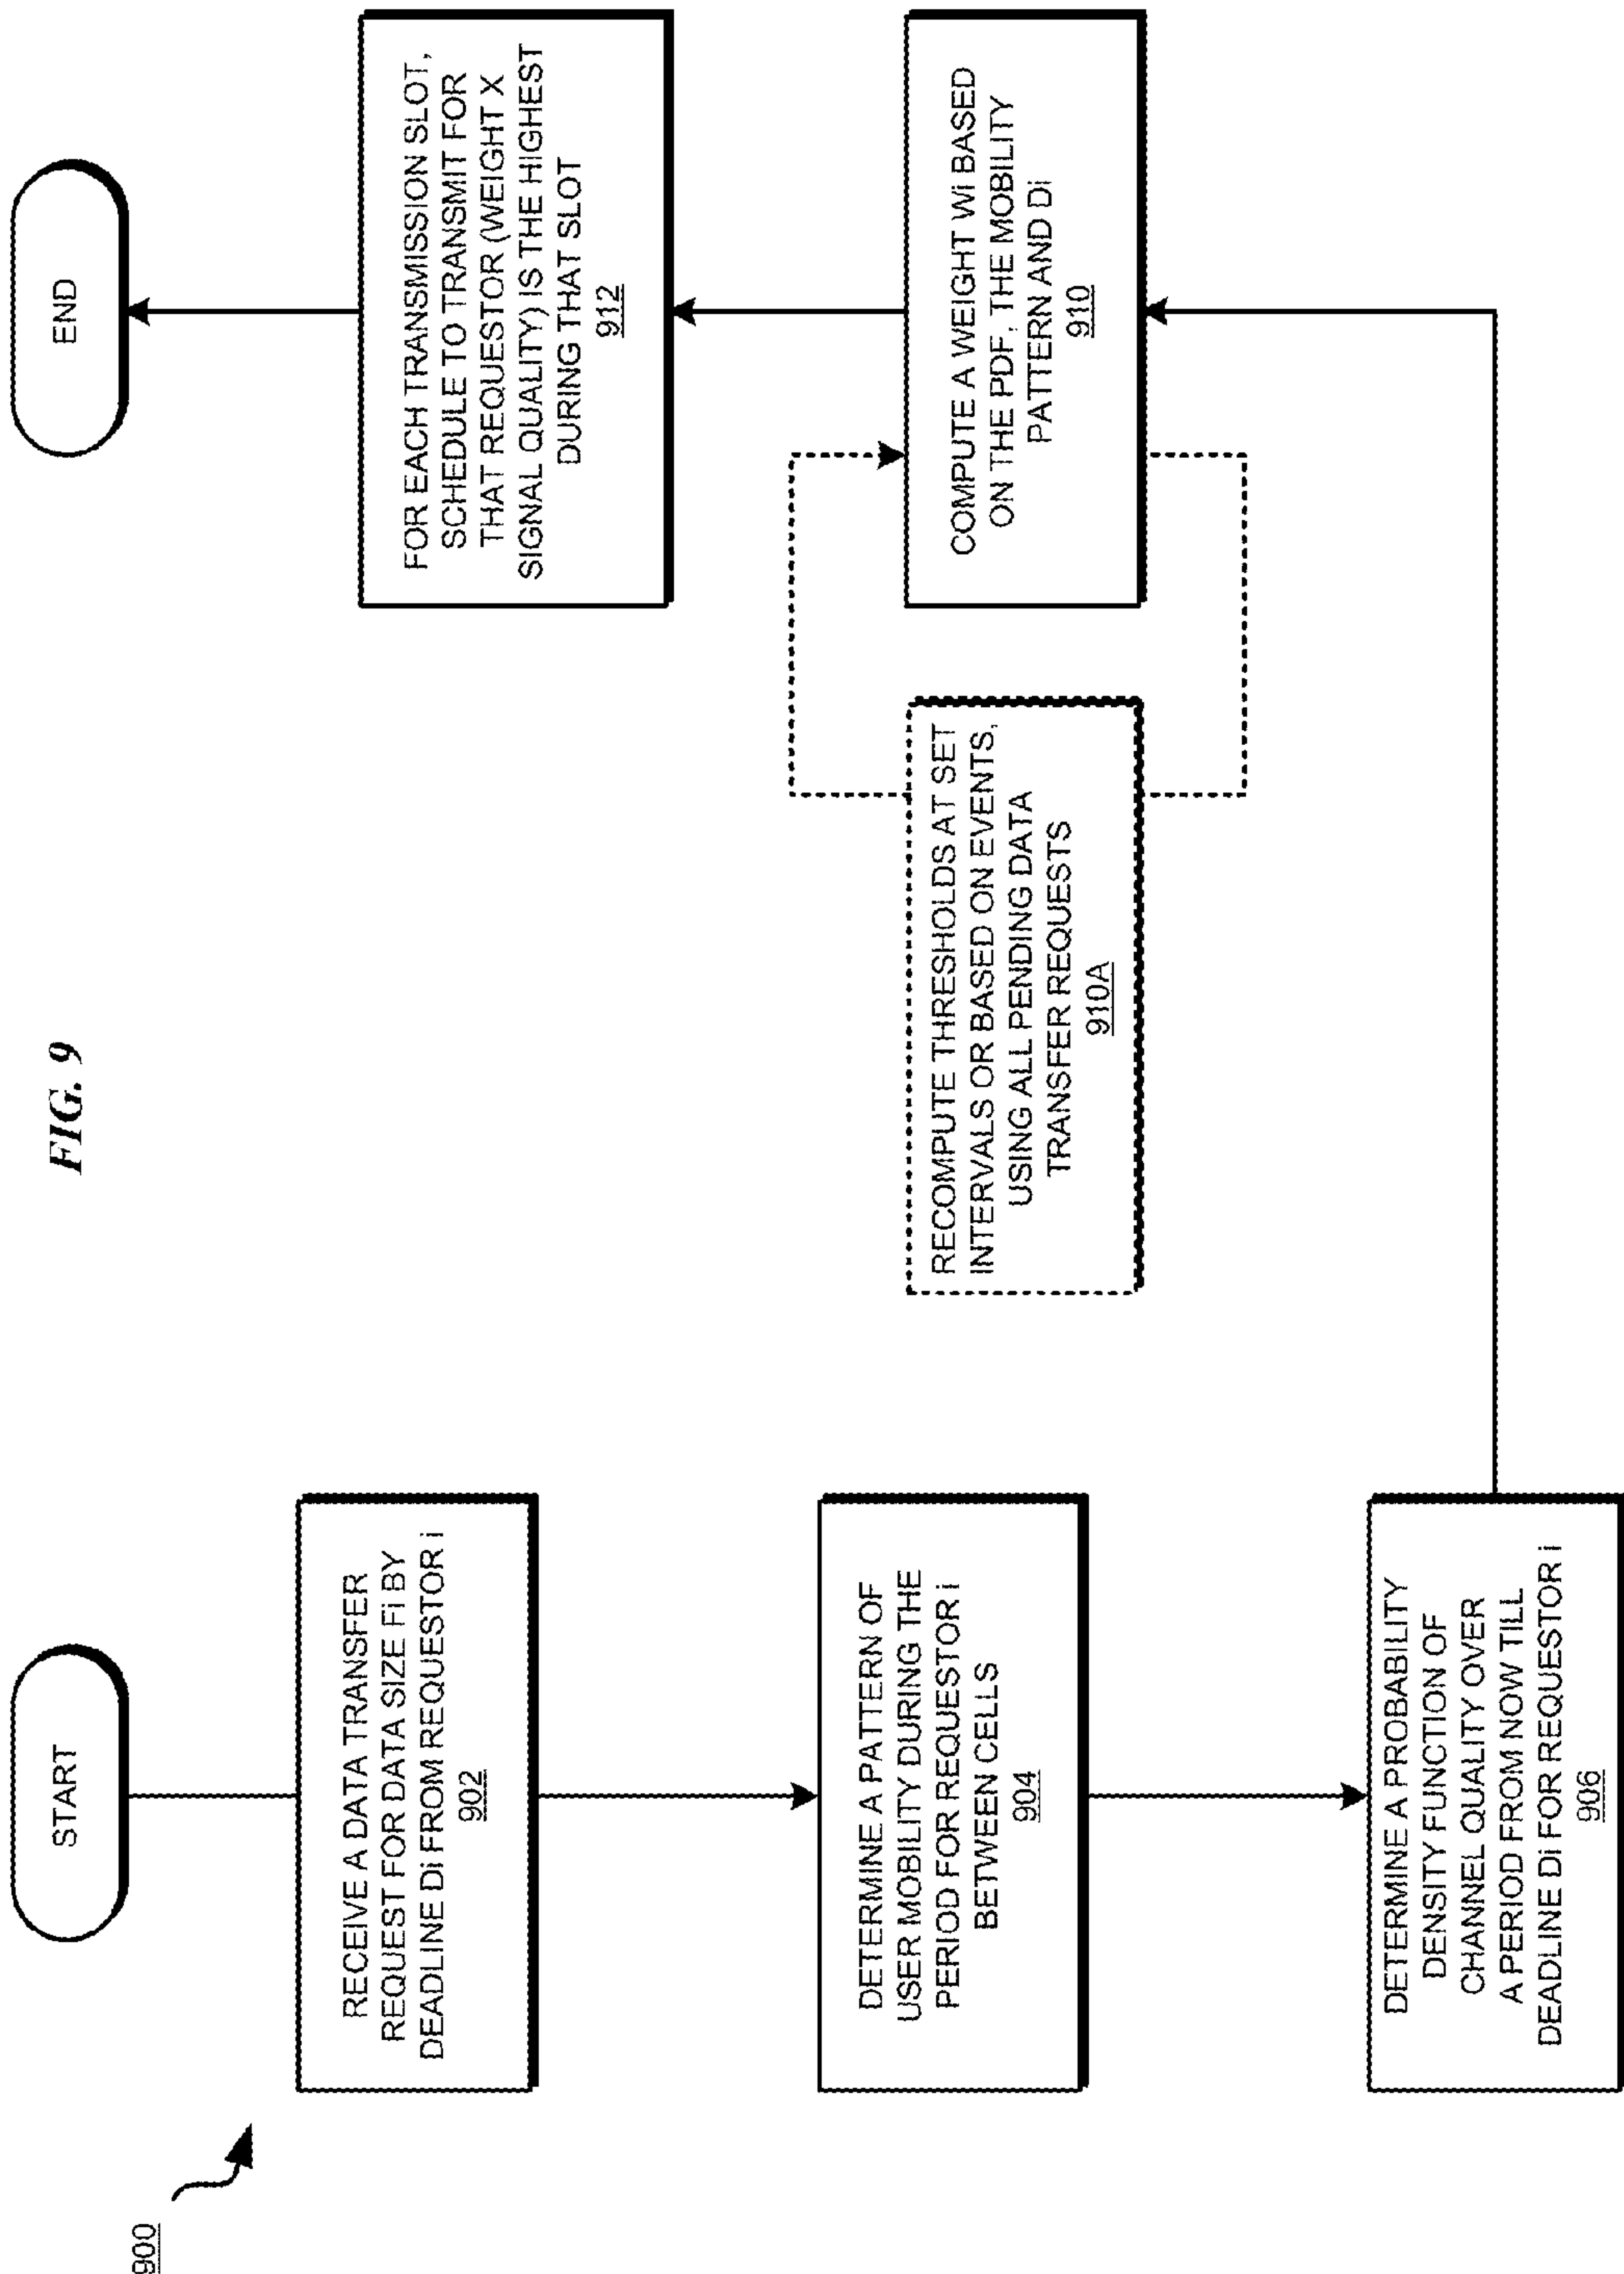 900
START
RECEIVE A DATA TRANSFER
REQUEST FOR DATA SIZE Fi BY
DEADLINE Di FROM REQUESTOR i
902
DETERMINE A PATTERN OF
USER MOBILITY DURING THE
PERIOD FOR REQUESTOR i
BETWEEN CELLS
904
DETERMINE A PROBABILITY
DENSITY FUNCTION OF
CHANNEL QUALITY OVER
A PERIOD FROM NOW TILL
DEADLINE Di FOR REQUESTOR i
906
FIG. 9
RECOMPUTE THRESHOLDS AT SET
INTERVALS OR BASED ON EVENTS,
USING ALL PENDING DATA
TRANSFER REQUESTS
910A
END
FOR EACH TRANSMISSION SLOT,
SCHEDULE TO TRANSMIT FOR
THAT REQUESTOR (WEIGHT X
SIGNAL QUALITY) IS THE HIGHEST
DURING THAT SLOT
912
COMPUTE A WEIGHT Wi BASED
ON THE PDF, THE MOBILITY
PATTERN AND Di
910